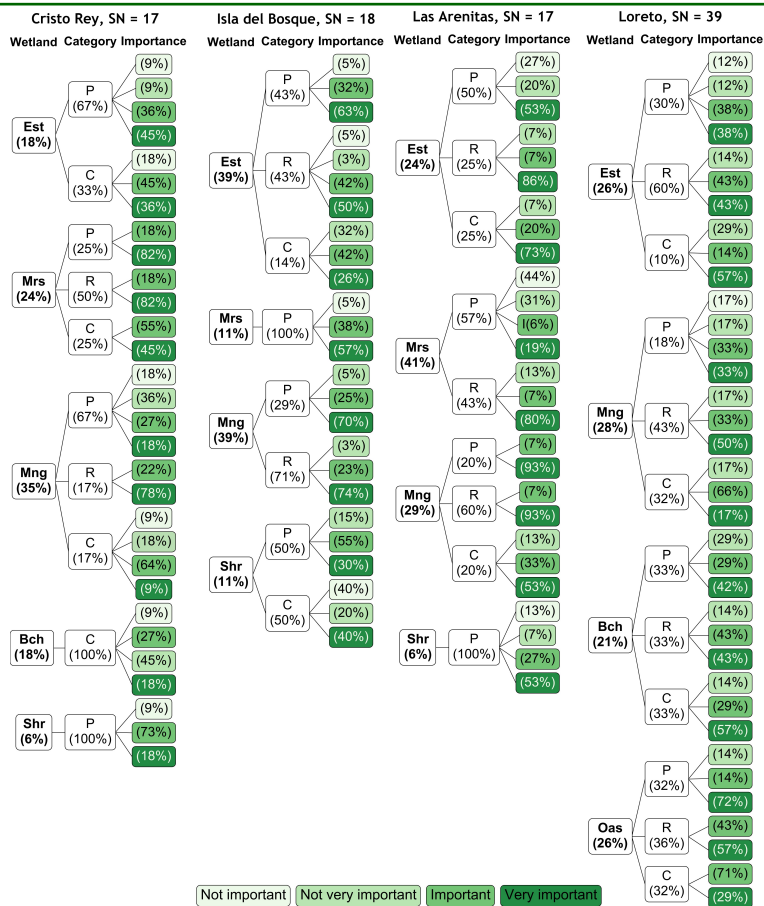 Cristo Rey, SN = 17
Wetland Category Importance
Est
(18%)
P
(67%)
(9%)
(9%)
(36%)
(45%)
C
(33%)
(18%)
(45%)
(36%)
Mrs
(24%)
P
(25%)
(18%)
(82%)
R
(50%)
(18%)
(82%)
C
(25%)
(55%)
(45%)
Mng
(35%)
P
(67%)
(18%)
(36%)
(27%)
(18%)
R
(17%)
(22%)
(78%)
C
(17%)
(9%)
(18%)
(64%)
(9%)
Bch
(18%)
C
(100%)
(9%)
(27%)
(45%)
(18%)
Shr
(6%)
P
(100%)
(9%)
(73%)
(18%)
Isla del Bosque, SN = 18
Wetland Category Importance
Est
(39%)
P
(43%)
(5%)
(32%)
(63%)
R
(43%)
(5%)
(3%)
(42%)
(50%)
C
(14%)
(32%)
(42%)
(26%)
Mrs
(11%)
P
(100%)
(5%)
(38%)
(57%)
Mng
(39%)
P
(29%)
(5%)
(25%)
(70%)
R
(71%)
(3%)
(23%)
(74%)
Shr
(11%)
P
(50%)
(15%)
(55%)
(30%)
C
(50%)
(40%)
(20%)
(40%)
Las Arenitas, SN = 17
Wetland Category Importance
Est
(24%)
P
(50%)
(27%)
(20%)
(53%)
R
(25%)
(7%)
(7%)
86%)
C
(25%)
(7%)
(20%)
(73%)
Mrs
(41%)
P
(57%)
(44%)
(31%)
I(6%)
(19%)
R
(43%)
(13%)
(7%)
(80%)
Mng
(29%)
P
(20%)
(7%)
(93%)
R
(60%)
(7%)
(93%)
C
(20%)
(13%)
(33%)
(53%)
Shr
(6%)
P
(100%)
(13%)
(7%)
(27%)
(53%)
Loreto, SN = 39
Wetland Category Importance
Est
(26%)
P
(30%)
(12%)
(12%)
(38%)
(38%)
R
(60%)
(14%)
(43%)
(43%)
C
(10%)
(29%)
(14%)
(57%)
Mng
(28%)
P
(18%)
(17%)
(17%)
(33%)
(33%)
R
(43%)
(17%)
(33%)
(50%)
C
(32%)
(17%)
(66%)
(17%)
Bch
(21%)
P
(33%)
(29%)
(29%)
(42%)
R
(33%)
(14%)
(43%)
(43%)
C
(33%)
(14%)
(29%)
(57%)
Oas
(26%)
P
(32%)
(14%)
(14%)
(72%)
R
(36%)
(43%)
(57%)
C
(32%)
(71%)
(29%)
Not important Not very important Important Very important